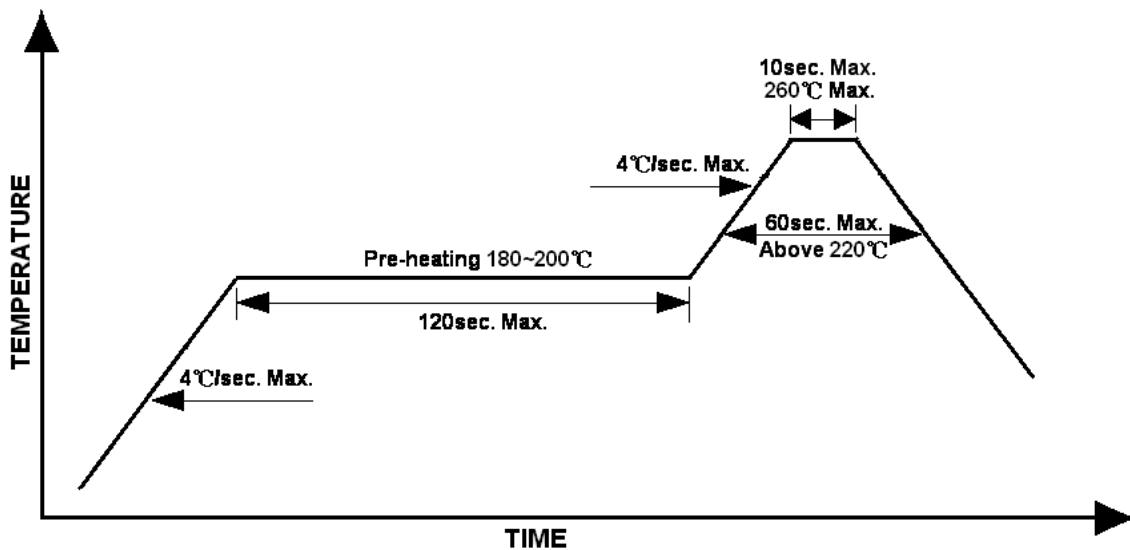 10sec. Max.
260℃ Max.
4℃/sec. Max.
60sec. Max.
Above 220℃
Pre-heating 180~200℃
120sec. Max.
4℃/sec. Max.
TEMPERATURE
TIME